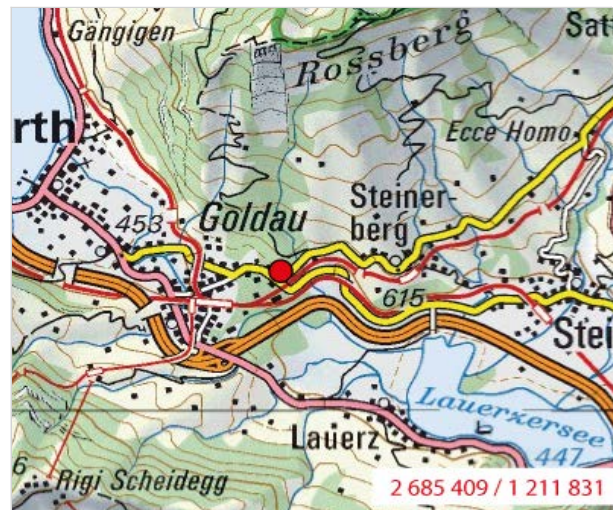 Gängigen
Rossberg
Sat-
rth
Ecce Homo
453
Goldau
Steiner-
berg
615
Stei
Lauerzersee
Lauerz
447
6
Rigi Scheidegg
2 685 409 / 1 211 831